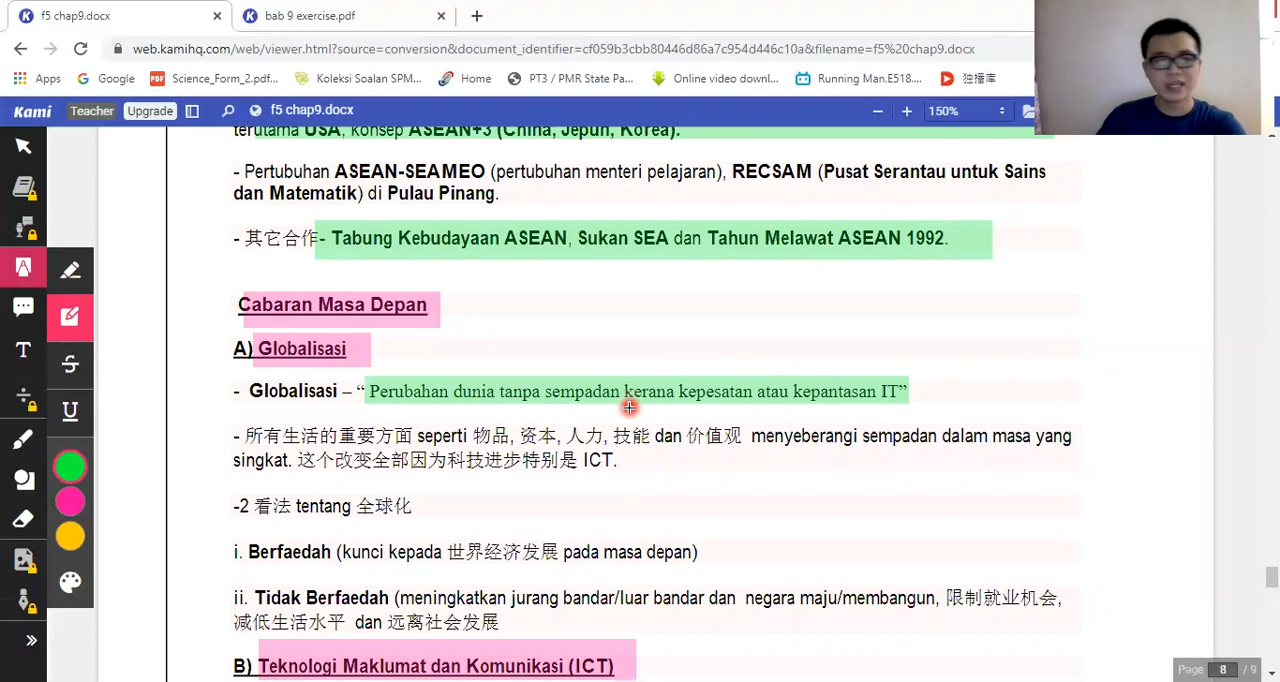 f5 chap9.docx
bab 9 exercise.pdf
web.kamihq.com/web/viewer.html?source=conversion&document_identifier=cf059b3cbb80446d86a7c954d446c10a&filename=f5%20chap9.docx
Apps Google Science_Form_2.pdf... Koleksi Soalan SPM... Home PT3 / PMR State Pa... Online video downl... Running Man.E518.... 独播库
Kami Teacher Upgrade f5 chap9.docx 150%
terutama USA, konsep ASEAN+3 (China, Jepun, Korea).
- Pertubuhan ASEAN-SEAMEO (pertubuhan menteri pelajaran), RECSAM (Pusat Serantau untuk Sains
dan Matematik) di Pulau Pinang.
- 其它合作- Tabung Kebudayaan ASEAN, Sukan SEA dan Tahun Melawat ASEAN 1992.
Cabaran Masa Depan
A) Globalisasi
- Globalisasi – “ Perubahan dunia tanpa sempadan kerana kepesatan atau kepantasan IT”
- 所有生活的重要方面 seperti 物品, 资本, 人力, 技能 dan 价值观 menyeberangi sempadan dalam masa yang
singkat. 这个改变全部因为科技进步特别是 ICT.
-2 看法 tentang 全球化
i. Berfaedah (kunci kepada 世界经济发展 pada masa depan)
ii. Tidak Berfaedah (meningkatkan jurang bandar/luar bandar dan negara maju/membangun, 限制就业机会,
减低生活水平 dan 远离社会发展
B) Teknologi Maklumat dan Komunikasi (ICT)
Page 8 / 9